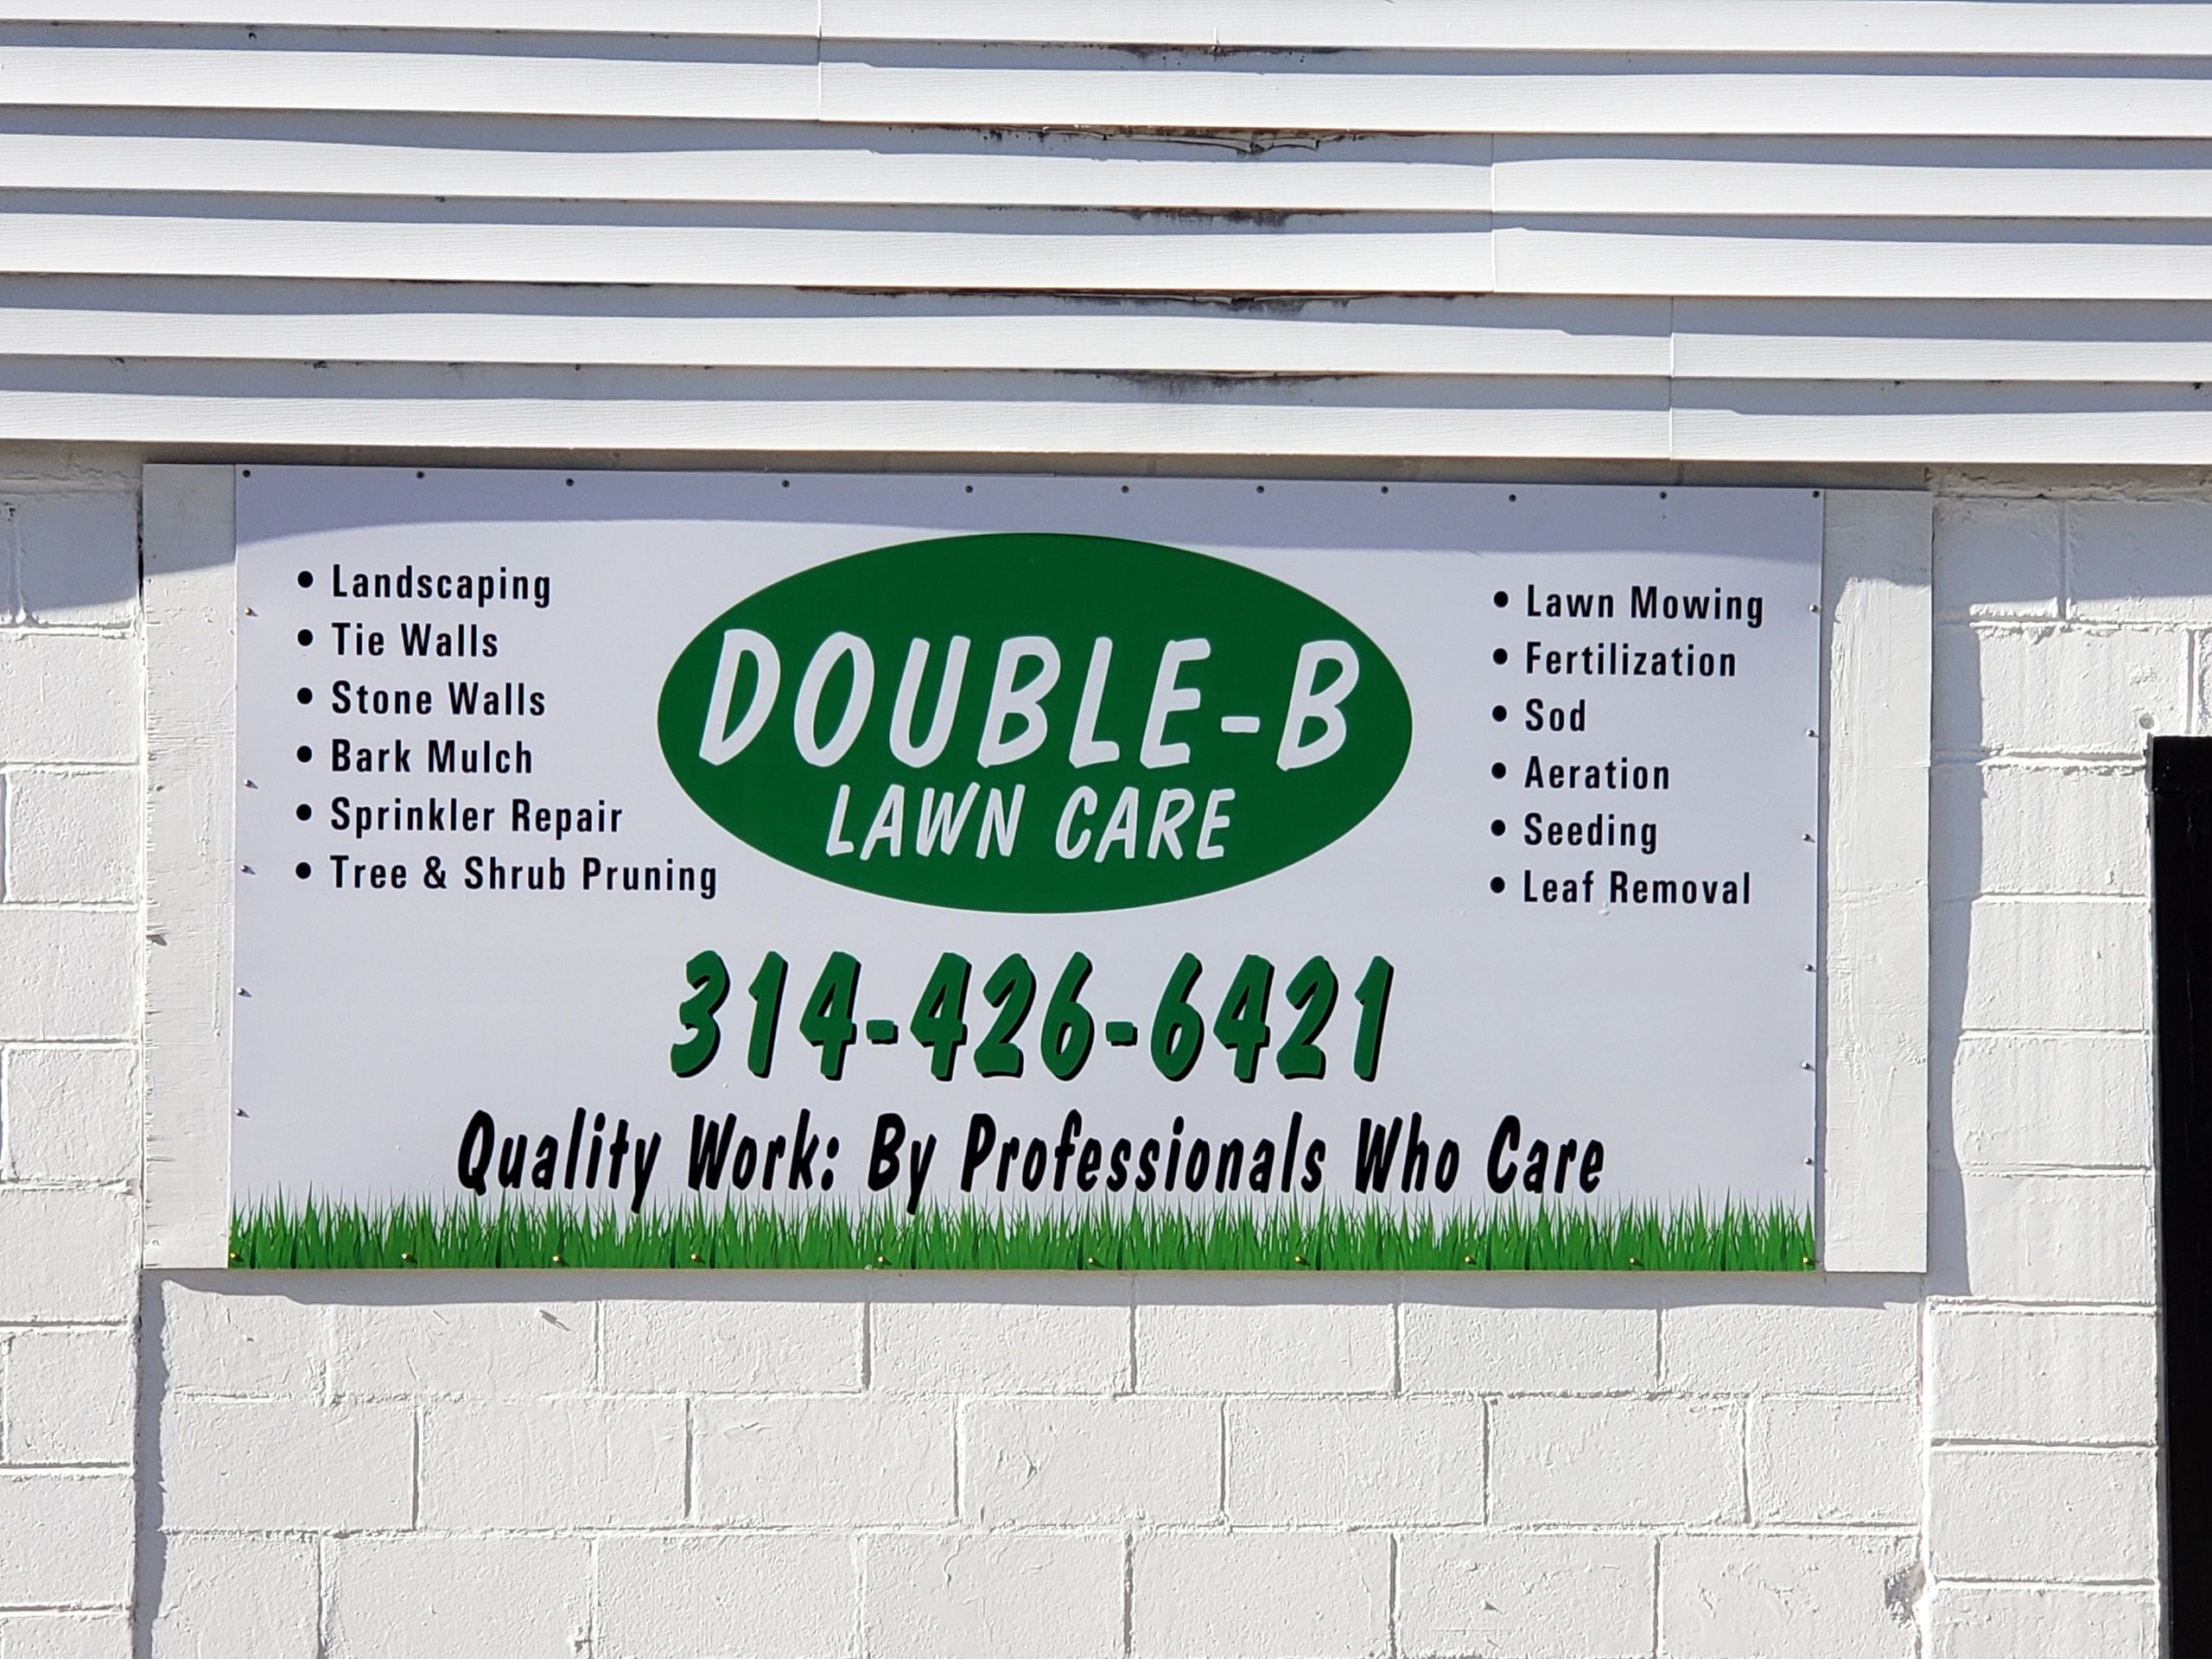 • Landscaping
• Tie Walls
• Stone Walls
• Bark Mulch
• Sprinkler Repair
• Tree & Shrub Pruning
DOUBLE-B
LAWN CARE
• Lawn Mowing
• Fertilization
• Sod
• Aeration
• Seeding
• Leaf Removal
314-426-6421
Quality Work: By Professionals Who Care